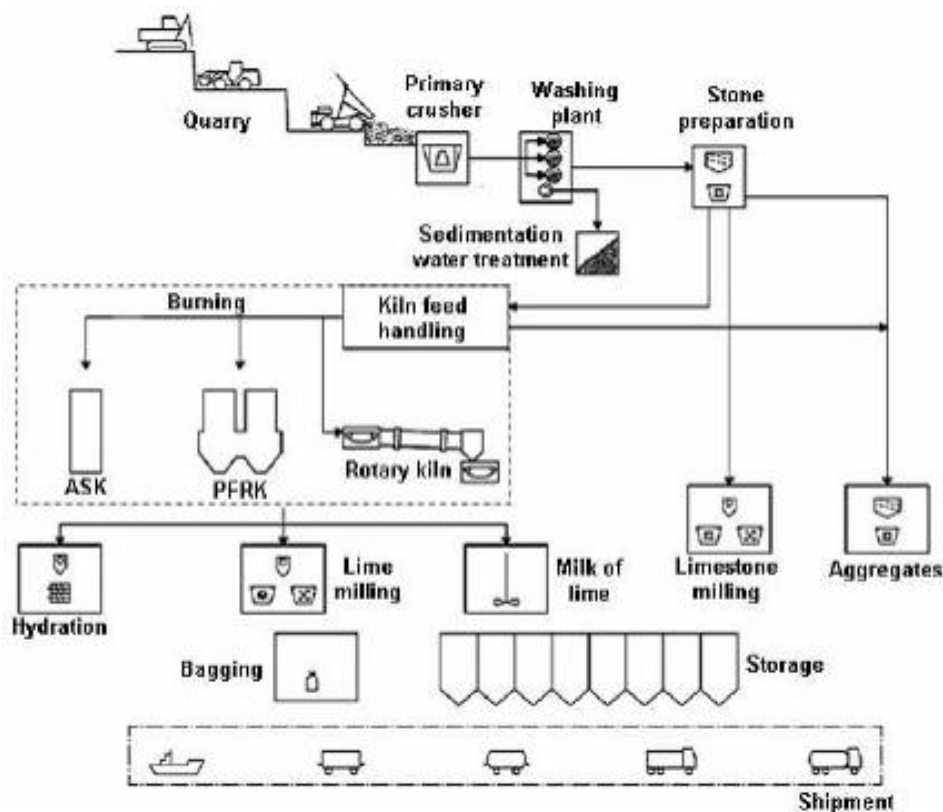 Quarry
Primary
crusher
Washing
plant
Stone
preparation
Sedimentation
water treatment
Burning
Kiln feed
handling
ASK
PFRK
Rotary kiln
Hydration
Lime
milling
Milk of
lime
Limestone
milling
Aggregates
Bagging
Storage
Shipment